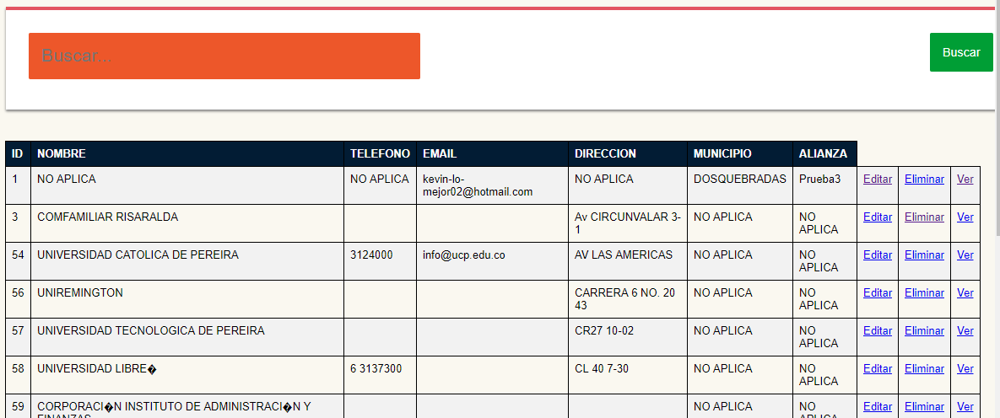 Buscar...
Buscar
ID NOMBRE TELEFONO EMAIL DIRECCION MUNICIPIO ALIANZA
1 NO APLICA NO APLICA kevin-lo- NO APLICA DOSQUEBRADAS Prueba3 Editar Eliminar Ver
mejor02@hotmail.com
3 COMFAMILIAR RISARALDA Av CIRCUNVALAR 3- NO APLICA NO Editar Eliminar Ver
1 APLICA
54 UNIVERSIDAD CATOLICA DE PEREIRA 3124000 info@ucp.edu.co AV LAS AMERICAS NO APLICA NO Editar Eliminar Ver
APLICA
56 UNIREMINGTON CARRERA 6 NO. 20 NO APLICA NO Editar Eliminar Ver
43 APLICA
57 UNIVERSIDAD TECNOLOGICA DE PEREIRA CR27 10-02 NO APLICA NO Editar Eliminar Ver
APLICA
58 UNIVERSIDAD LIBRE� 6 3137300 CL 40 7-30 NO APLICA NO Editar Eliminar Ver
APLICA
59 CORPORACI�N INSTITUTO DE ADMINISTRACI�N Y NO APLICA NO Editar Eliminar Ver
FINANZAS APLICA